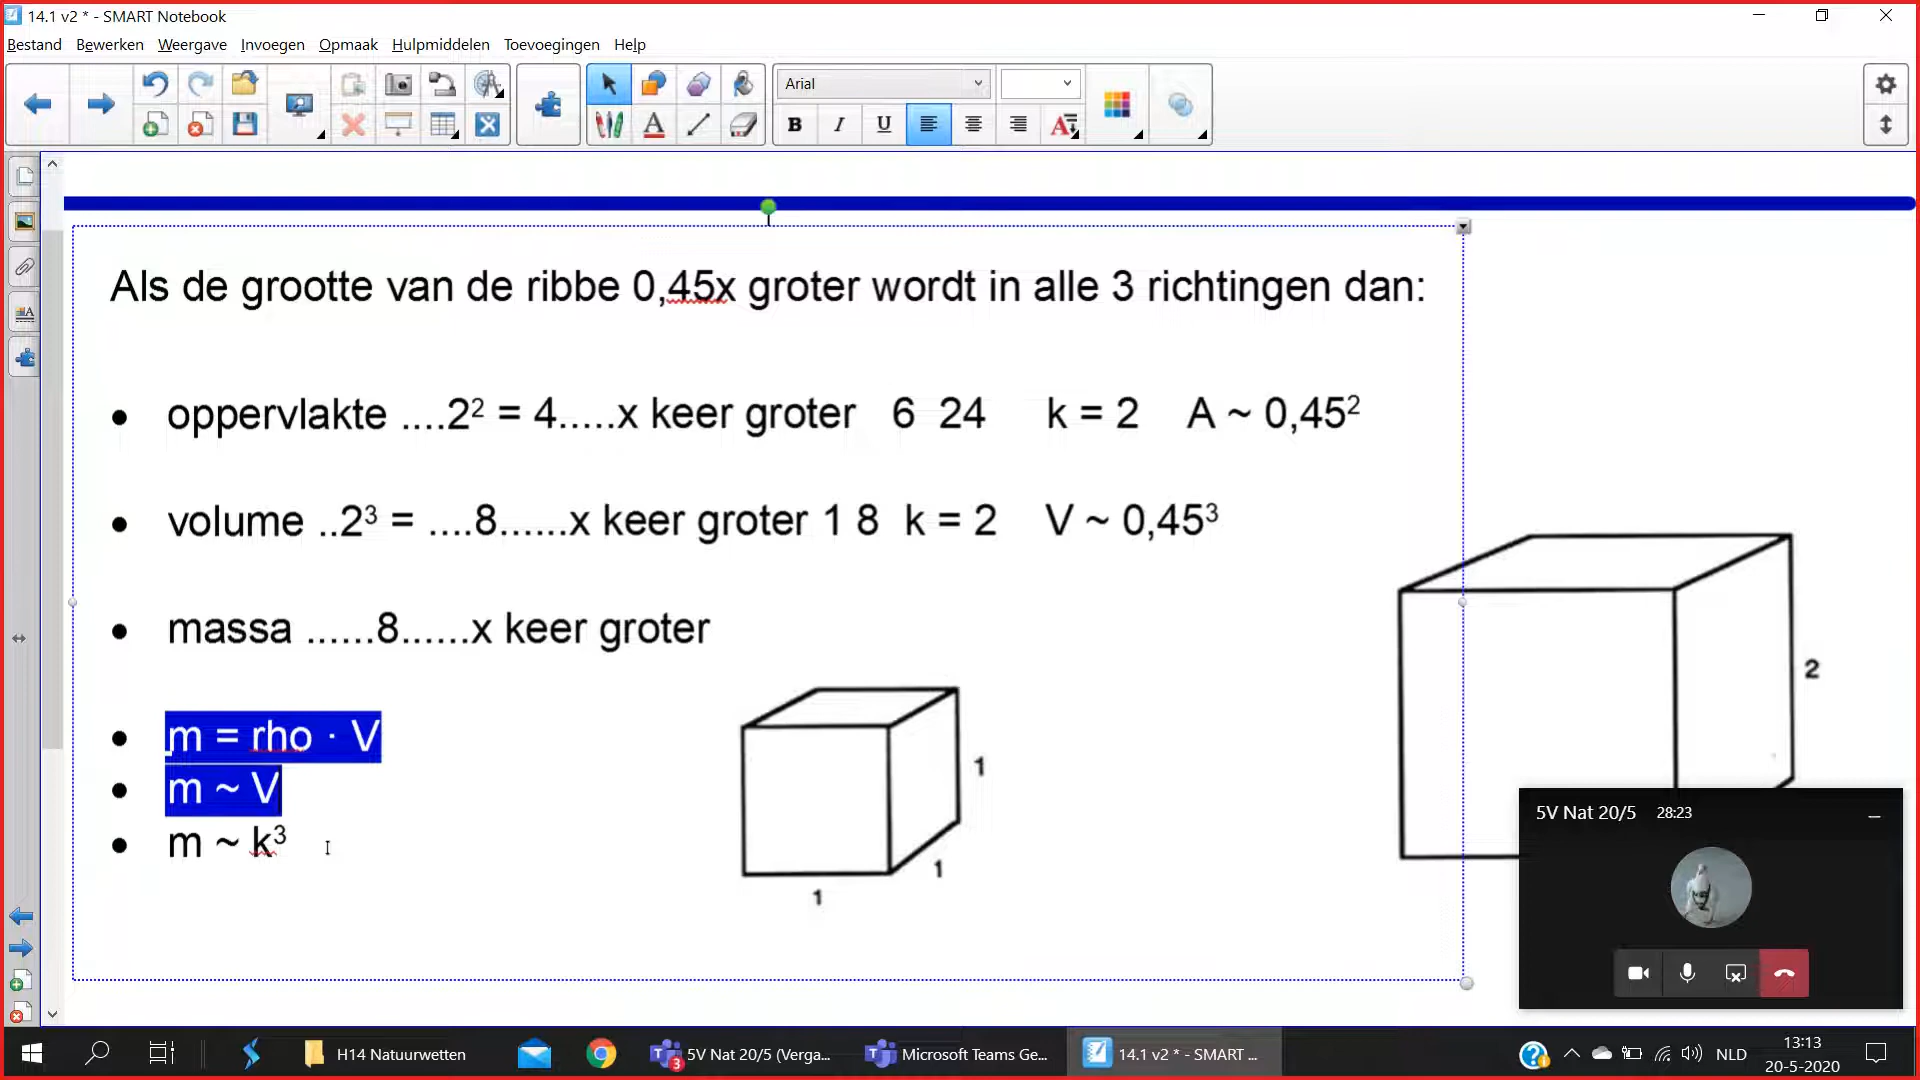 14.1 v2 * - SMART Notebook
Bestand Bewerken Weergave Invoegen Opmaak Hulpmiddelen Toevoegingen Help
Arial
B I U A
Als de grootte van de ribbe 0,45x groter wordt in alle 3 richtingen dan:
• oppervlakte ....2² = 4.....x keer groter 6 24 k = 2 A ~ 0,45²
• volume ..2³ = ....8......x keer groter 1 8 k = 2 V ~ 0,45³
• massa ......8......x keer groter
• m = rho · V
• m ~ V
• m ~ k³
1
1
1
2
5V Nat 20/5 28:23
H14 Natuurwetten
3
5V Nat 20/5 (Verga...
Microsoft Teams Ge...
14.1 v2 * - SMART ...
NLD
13:13
20-5-2020